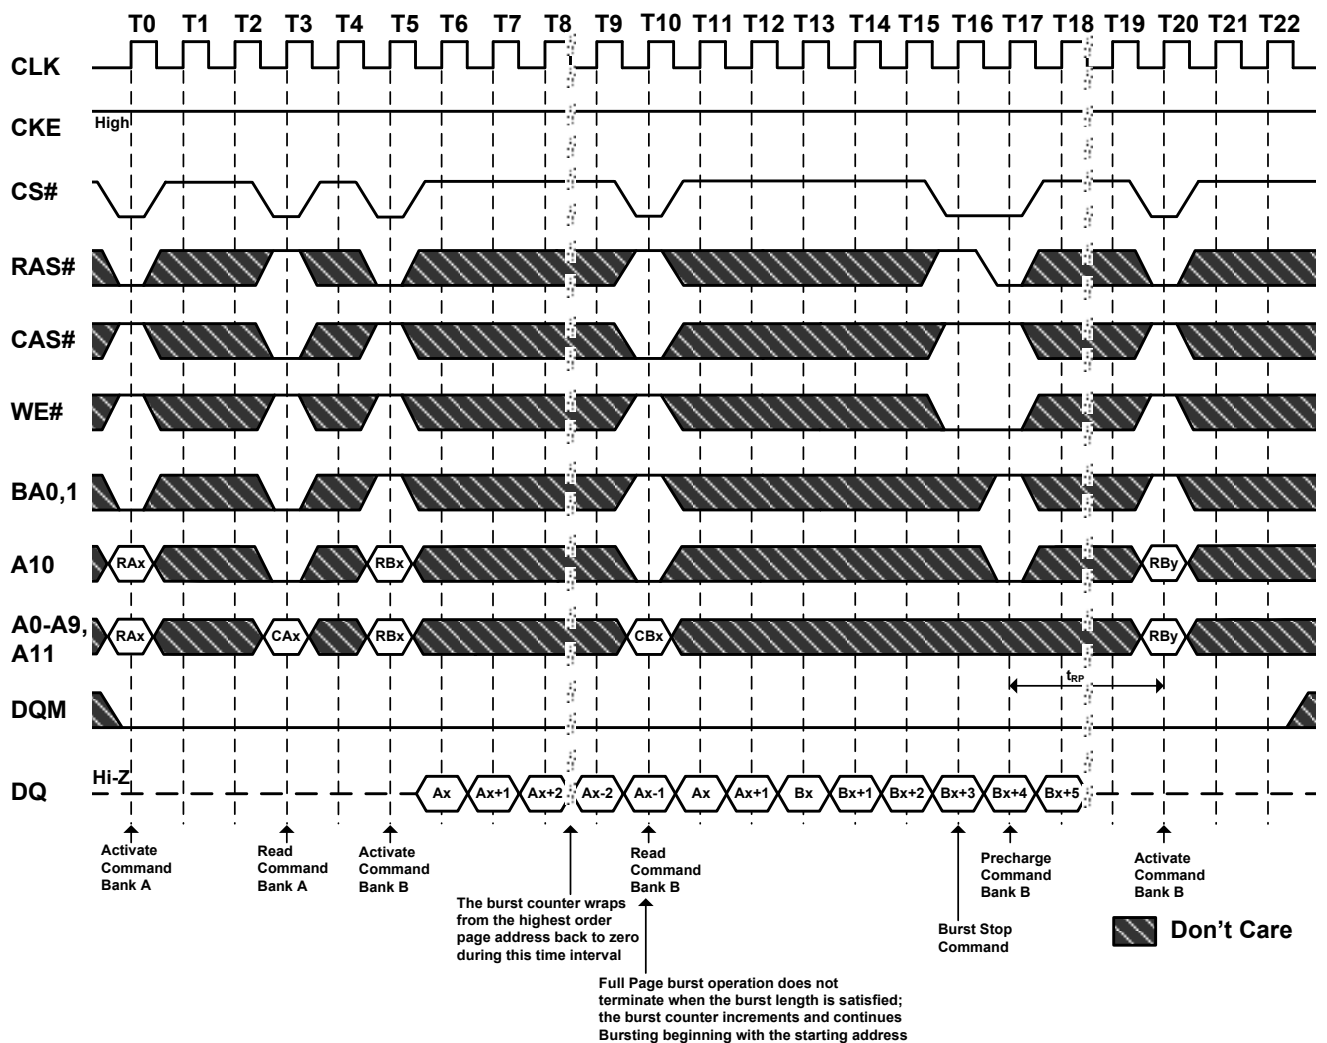 T0 T1 T2 T3 T4 T5 T6 T7 T8 T9 T10 T11 T12 T13 T14 T15 T16 T17 T18 T19 T20 T21 T22
CLK
CKE High
CS#
RAS#
CAS#
WE#
BA0,1
A10 RAx RBx RBy
A0-A9,
A11
RAx CAx RBx CBx RBy
tRP
DQM
Hi-Z
DQ Ax Ax+1 Ax+2 Ax-2 Ax-1 Ax Ax+1 Bx Bx+1 Bx+2 Bx+3 Bx+4 Bx+5
Activate
Command
Bank A
Read
Command
Bank A
Activate
Command
Bank B
The burst counter wraps
from the highest order
page address back to zero
during this time interval
Read
Command
Bank B
Full Page burst operation does not
terminate when the burst length is satisfied;
the burst counter increments and continues
Bursting beginning with the starting address
Burst Stop
Command
Precharge
Command
Bank B
Activate
Command
Bank B
Don't Care